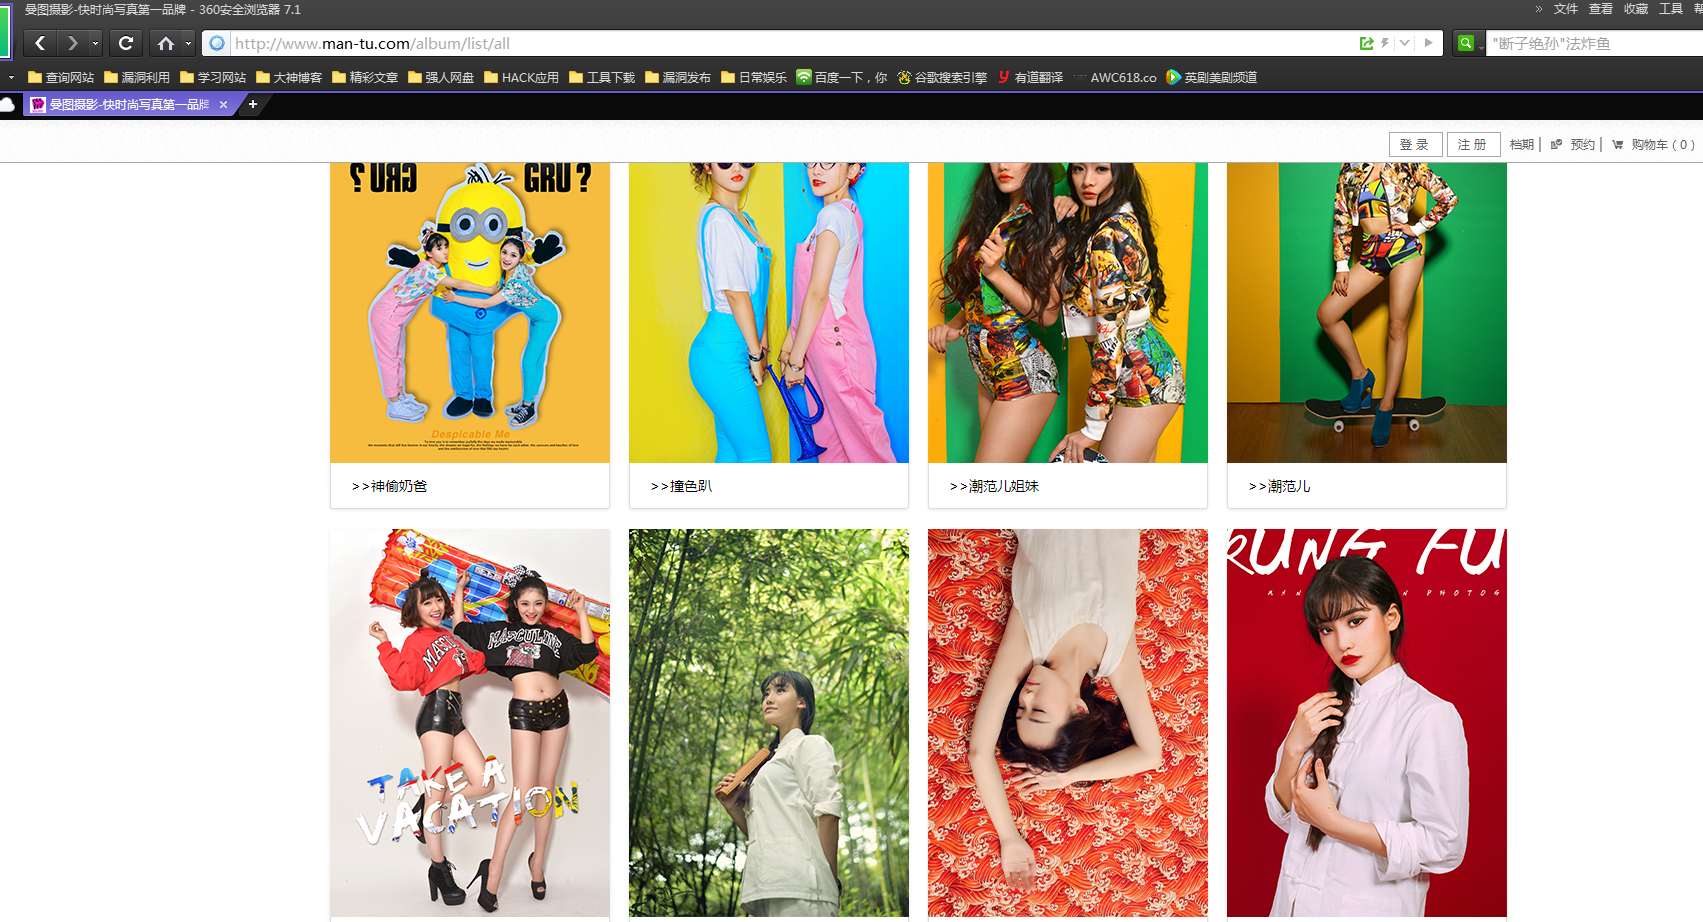 曼图摄影-快时尚写真第一品牌 - 360安全浏览器 7.1
» 文件 查看 收藏 工具
http://www.man-tu.com/album/list/all
"断子绝孙"法炸鱼
查询网站 漏洞利用 学习网站 大神博客 精彩文章 强人网盘 HACK应用 工具下载 漏洞发布 日常娱乐 百度一下，你 谷歌搜索引擎 有道翻译 AWC618.co 英剧美剧频道
曼图摄影-快时尚写真第一品牌 × +
登 录 注 册 档期 | 预约 | 购物车 ( 0 )
GRU? GRU ?
Despicable Me
>>神偷奶爸
>>撞色趴
>>潮范儿姐妹
>>潮范儿
MASCULINE
TAKE A
VACATION
KUNG FU
PHOTOG